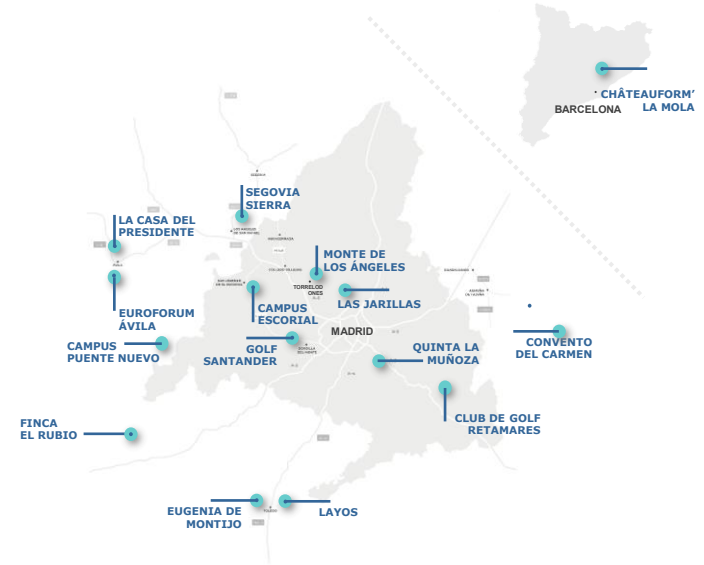 CHÂTEAUFORM'
LA MOLA
BARCELONA
SEGOVIA
SIERRA
LA CASA DEL
PRESIDENTE
MONTE DE
LOS ÁNGELES
TORRELOD
ONES
LAS JARILLAS
EUROFORUM
ÁVILA
CAMPUS
ESCORIAL
MADRID
CAMPUS
PUENTE NUEVO
GOLF
SANTANDER
QUINTA LA
MUÑOZA
CONVENTO
DEL CARMEN
CLUB DE GOLF
RETAMARES
FINCA
EL RUBIO
EUGENIA DE
MONTIJO
LAYOS